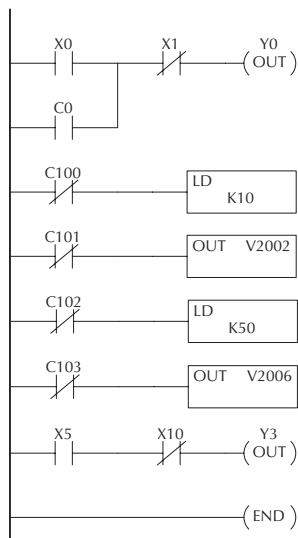 X0 X1 Y0
OUT
C0
C100
LD
K10
C101
OUT V2002
C102
LD
K50
C103
OUT V2006
X5 X10 Y3
OUT
END